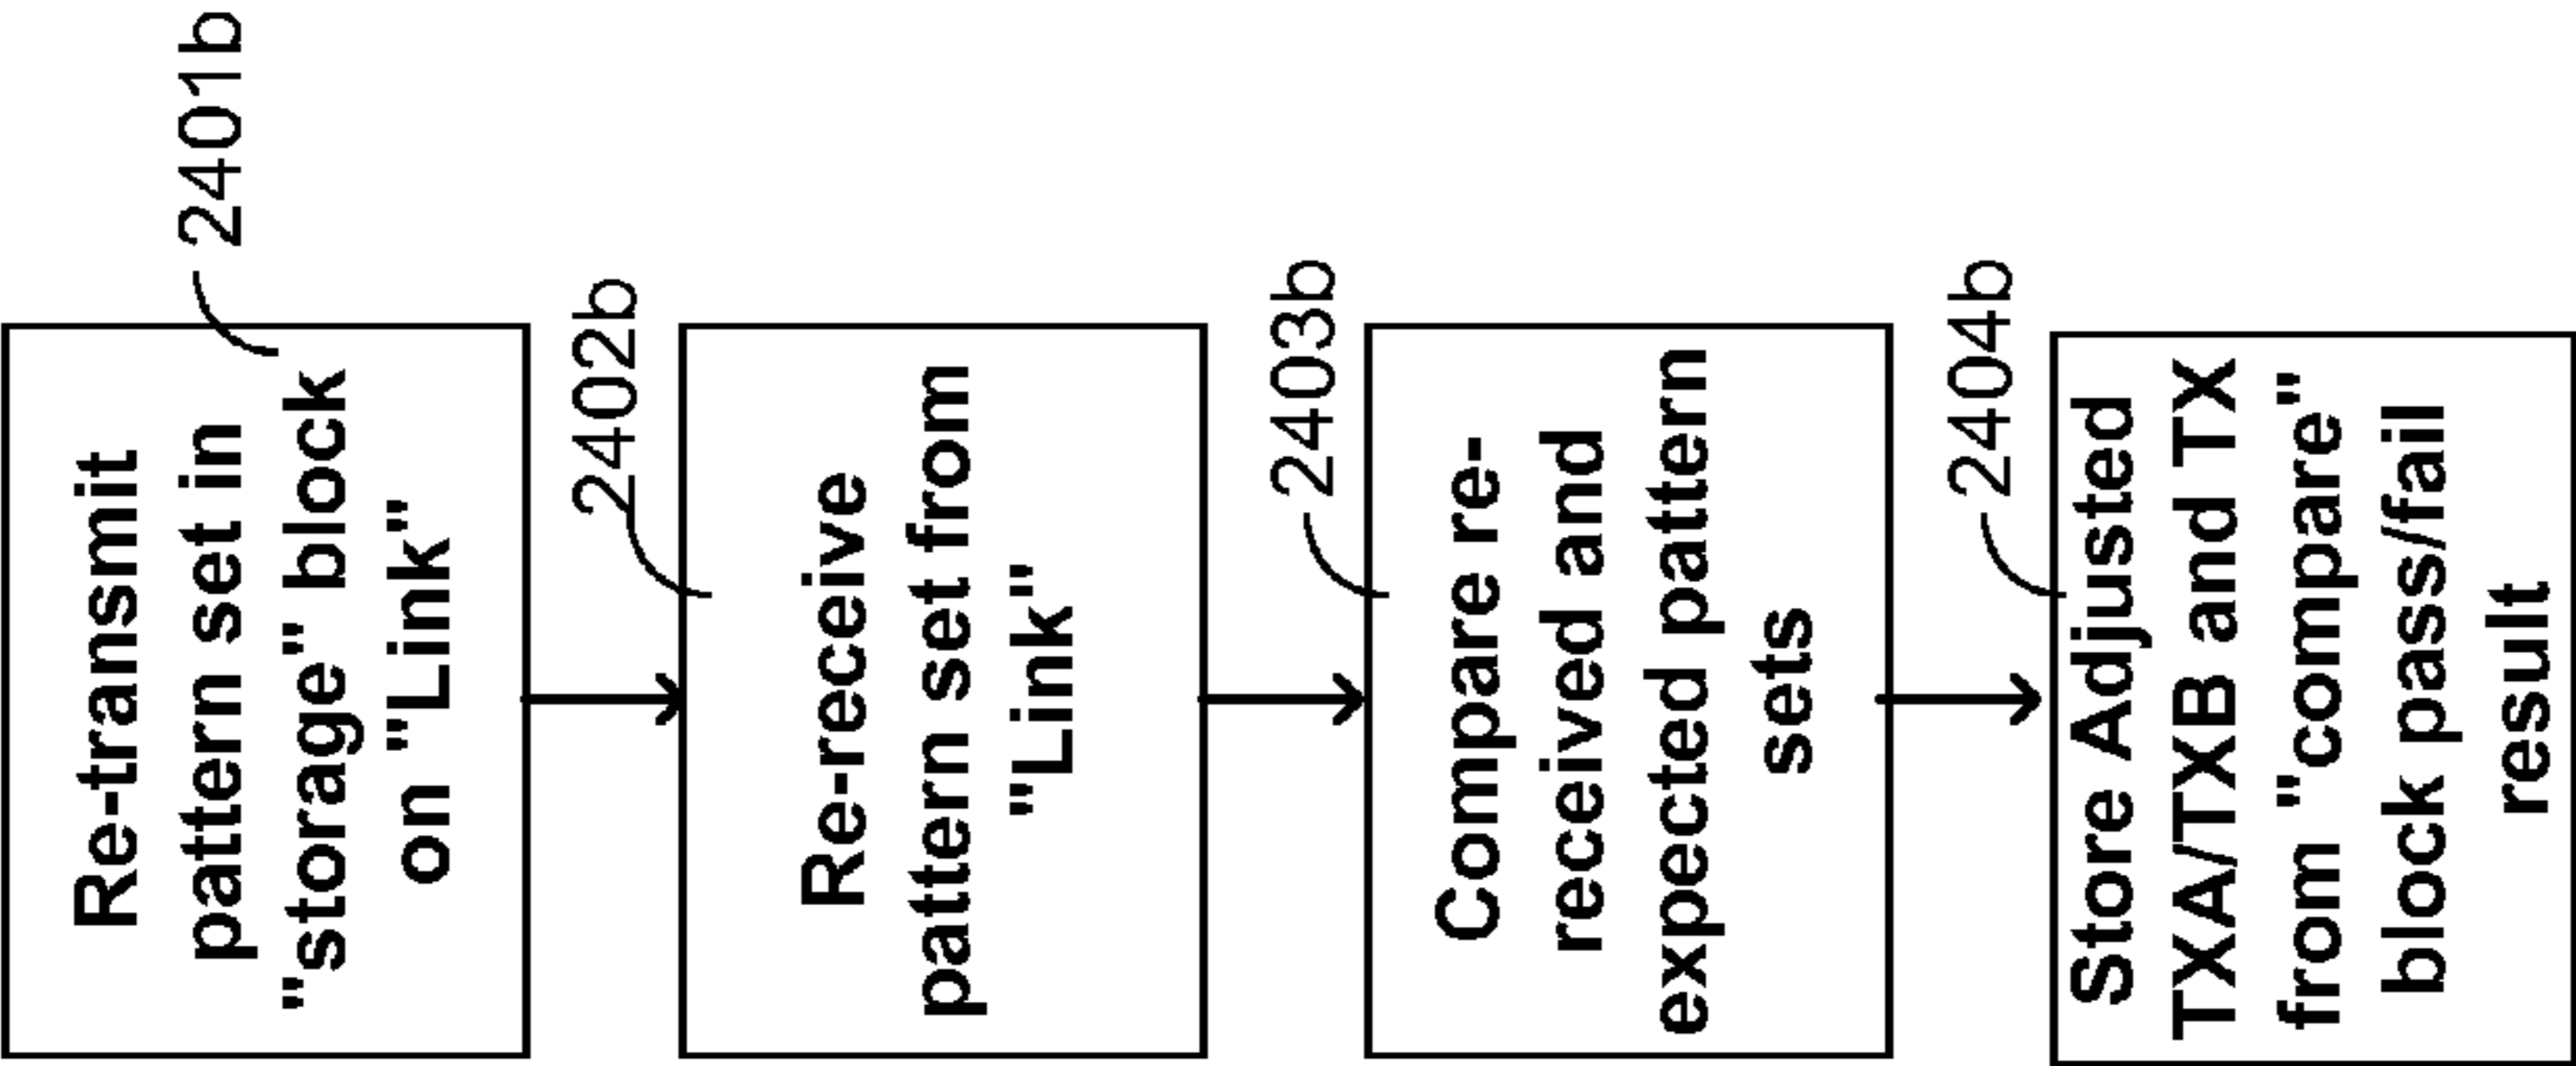 2401b
Re-transmit
pattern set in
"storage" block
on "Link"
2402b
Re-receive
pattern set from
"Link"
2403b
Compare re-
received and
expected pattern
sets
2404b
Store Adjusted
TXA/TXB and TX
from "compare"
block pass/fail
result